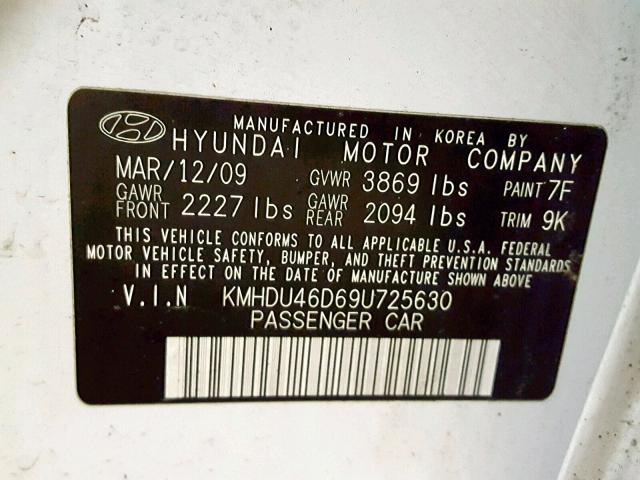 MANUFACTURED IN KOREA BY
HYUNDAI MOTOR COMPANY
MAR/12/09 GVWR 3869 lbs PAINT 7F
GAWR FRONT 2227 lbs GAWR REAR 2094 lbs TRIM 9K
THIS VEHICLE CONFORMS TO ALL APPLICABLE U.S.A. FEDERAL
MOTOR VEHICLE SAFETY, BUMPER, AND THEFT PREVENTION STANDARDS
IN EFFECT ON THE DATE OF MANUFACTURE SHOWN ABOVE
V.I.N KMHDU46D69U725630
PASSENGER CAR